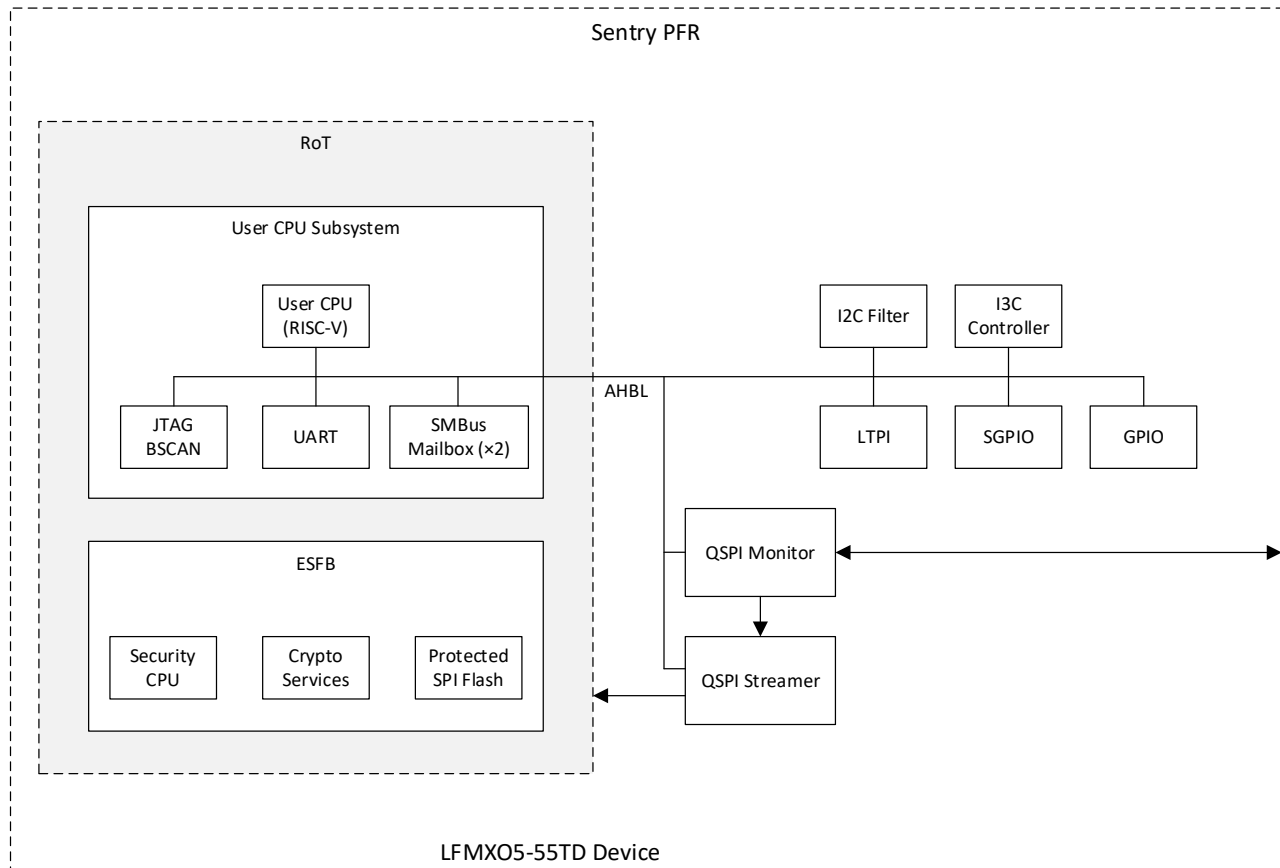 Sentry PFR
RoT
User CPU Subsystem
User CPU
(RISC-V)
I2C Filter
I3C
Controller
AHBL
JTAG
BSCAN
UART
SMBus
Mailbox (×2)
LTPI
SGPIO
GPIO
ESFB
QSPI Monitor
Security
CPU
Crypto
Services
Protected
SPI Flash
QSPI Streamer
LFMXO5-55TD Device